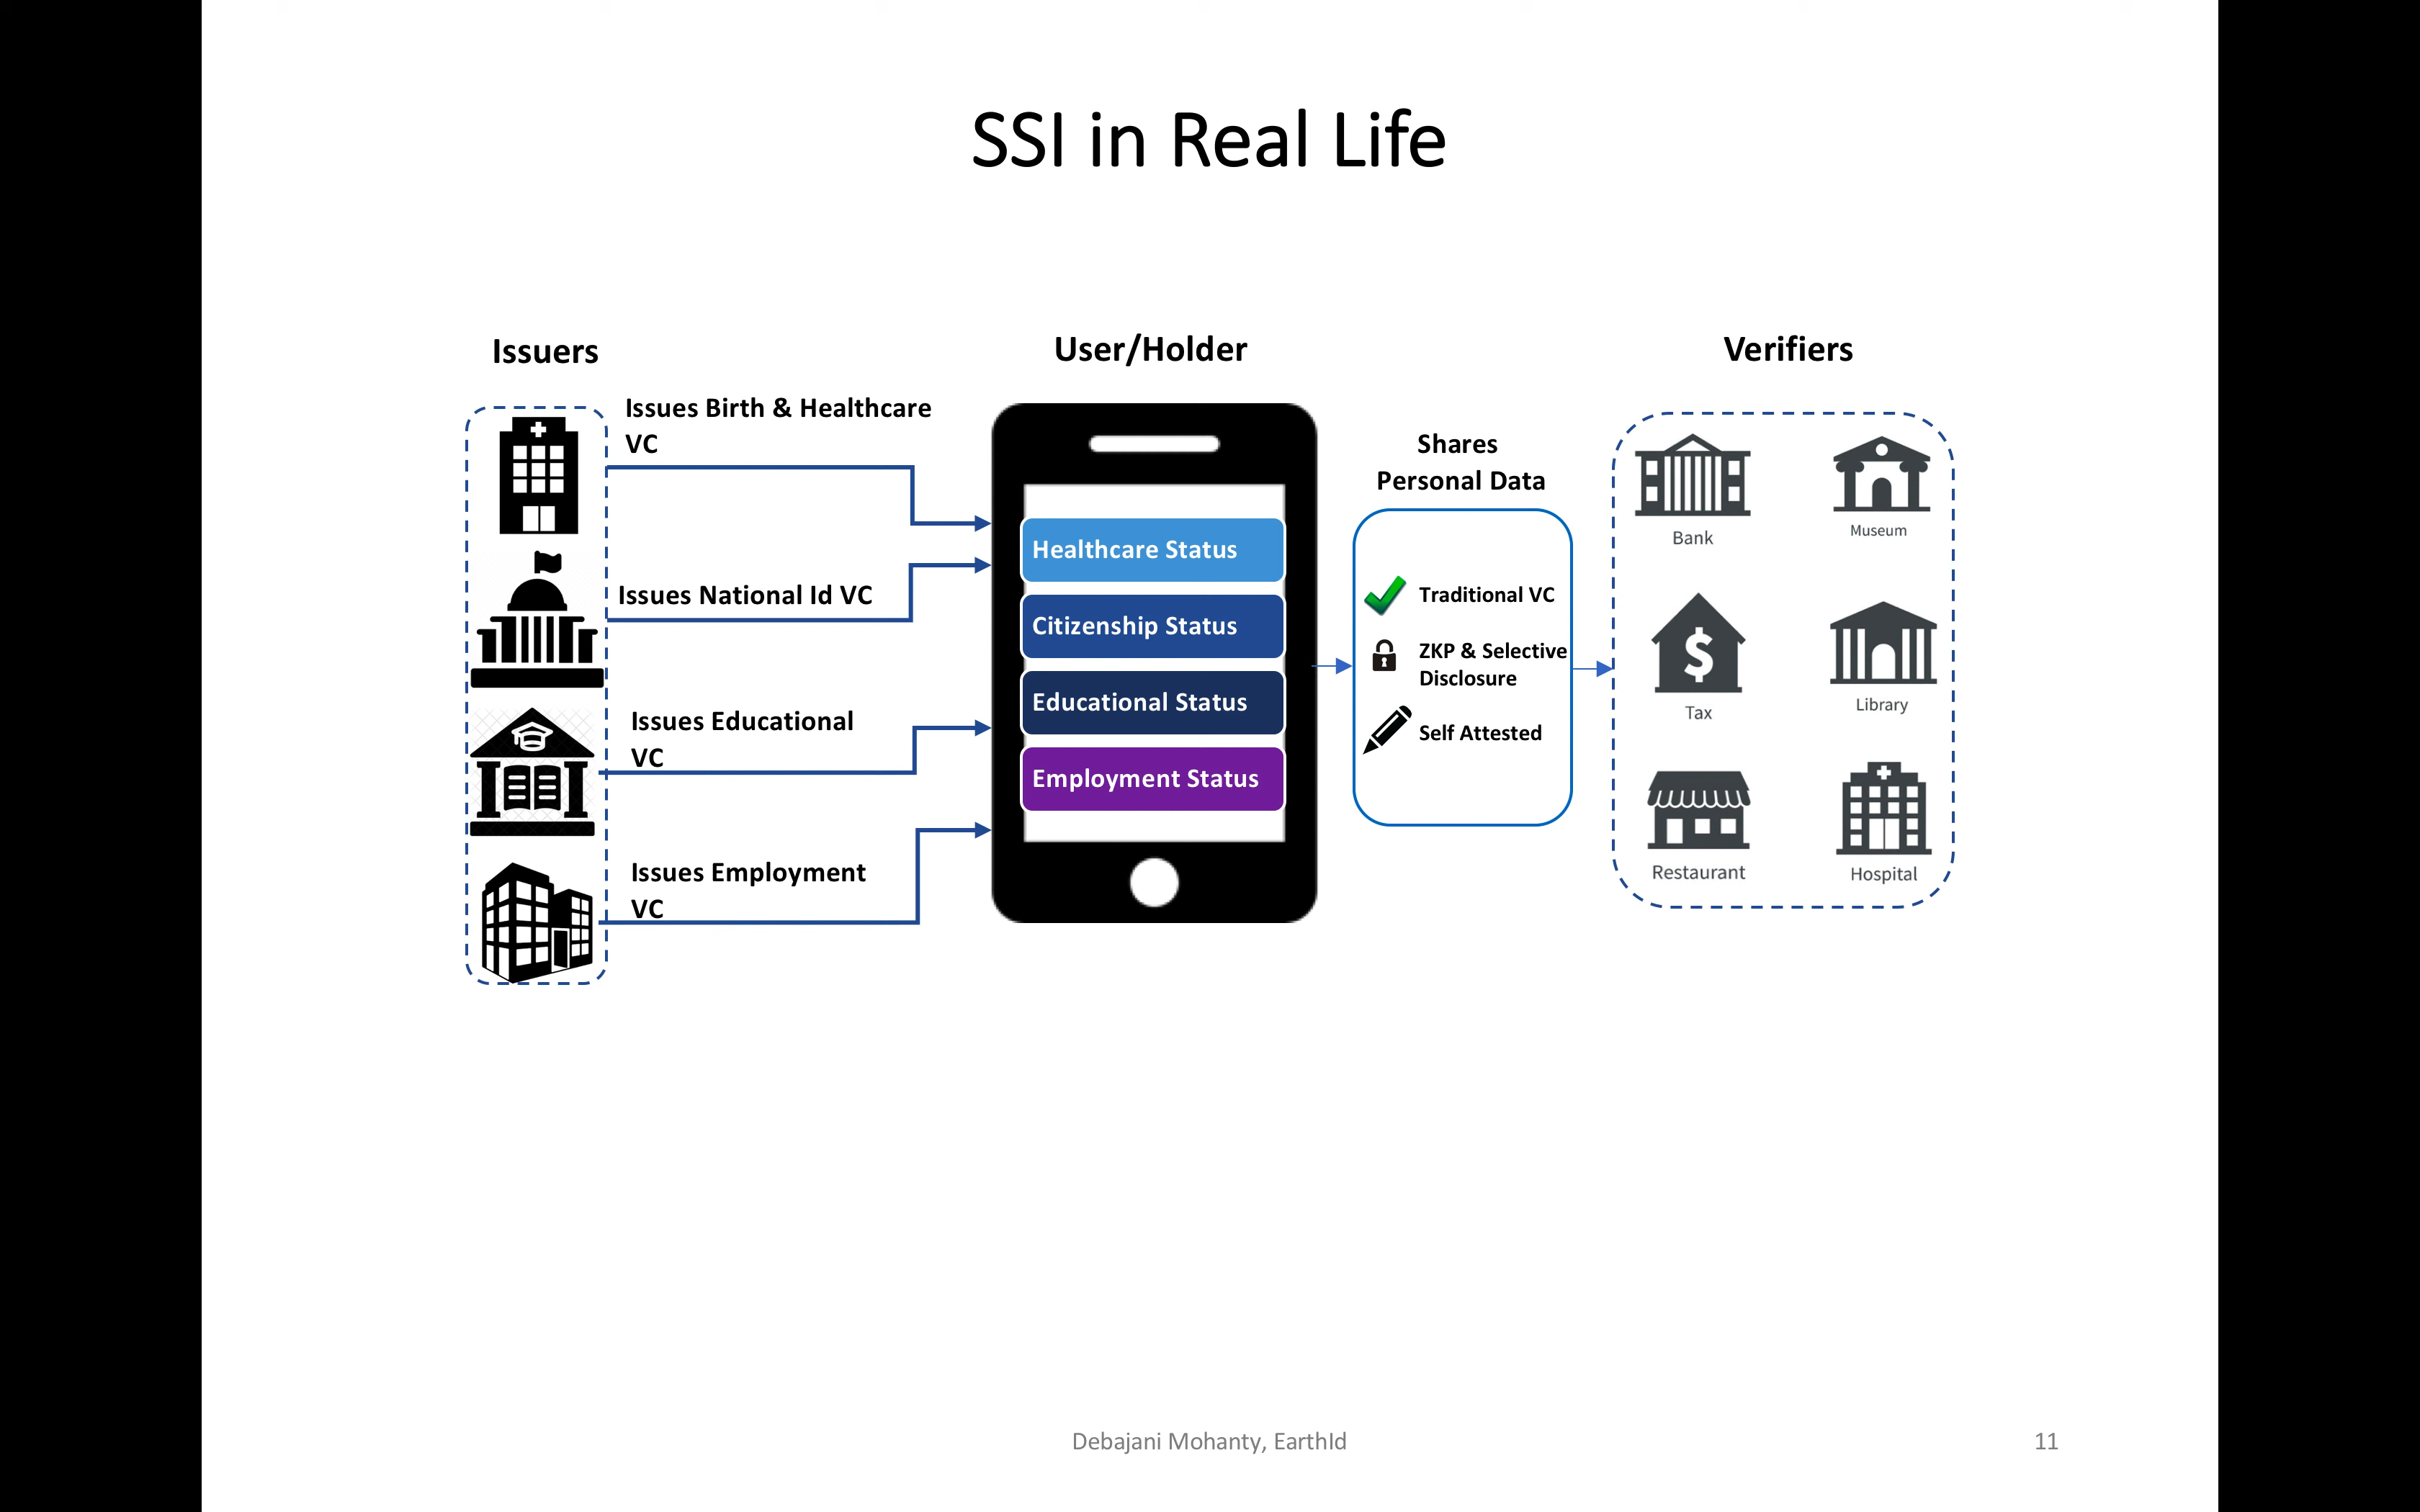 SSI in Real Life
Issuers
User/Holder
Verifiers
Issues Birth & Healthcare
VC
Issues National Id VC
Issues Educational
VC
Issues Employment
VC
Healthcare Status
Citizenship Status
Educational Status
Employment Status
Shares
Personal Data
Traditional VC
ZKP & Selective
Disclosure
Self Attested
Bank
Museum
$
Tax
Library
Restaurant
Hospital
Debajani Mohanty, EarthId
11